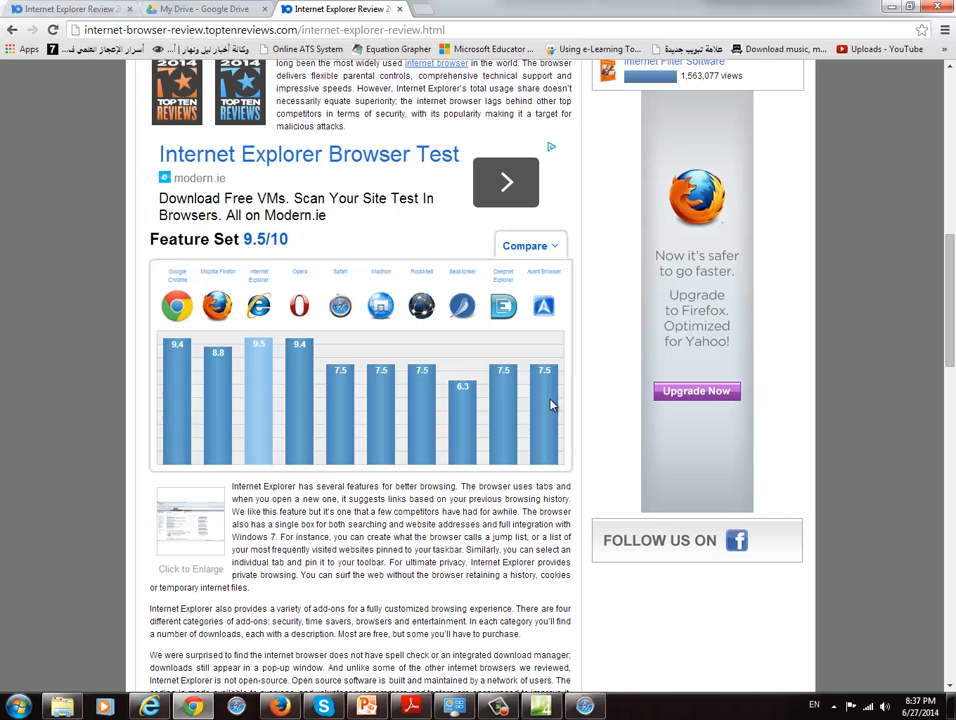 Internet Explorer Review 2
My Drive - Google Drive
Internet Explorer Review 2
internet-browser-review.toptenreviews.com/internet-explorer-review.html
Apps
أسرار الإعجاز العلمى فى...
وكالة أخبار نيل ونهار | أ...
Online ATS System
Equation Grapher
Microsoft Educator ...
Using e-Learning To...
علامة تبويب جديدة
Download music, m...
Uploads - YouTube
long been the most widely used internet browser in the world. The browser
delivers flexible parental controls, comprehensive technical support and
impressive speeds. However, Internet Explorer's total usage share doesn't
necessarily equate superiority; the internet browser lags behind other top
competitors in terms of security, with its popularity making it a target for
malicious attacks.
2014
TOP TEN
REVIEWS
2014
TOP TEN
REVIEWS
Internet Filter Software
1,563,077 views
Internet Explorer Browser Test
modern.ie
Download Free VMs. Scan Your Site Test In
Browsers. All on Modern.ie
Feature Set 9.5/10
Compare
Google Chrome
Mozilla Firefox
Internet Explorer
Opera
Safari
Maxthon
RockMelt
SeaMonkey
Deepnet Explorer
Avant Browser
9.4
8.8
9.5
9.4
7.5
7.5
7.5
6.3
7.5
7.5
Internet Explorer has several features for better browsing. The browser uses tabs and
when you open a new one, it suggests links based on your previous browsing history.
We like this feature but it's one that a few competitors have had for awhile. The browser
also has a single box for both searching and website addresses and full integration with
Windows 7. For instance, you can create what the browser calls a jump list, or a list of
your most frequently visited websites pinned to your taskbar. Similarly, you can select an
individual tab and pin it to your toolbar. For ultimate privacy, Internet Explorer provides
private browsing. You can surf the web without the browser retaining a history, cookies
or temporary internet files.
Click to Enlarge
Internet Explorer also provides a variety of add-ons for a fully customized browsing experience. There are four
different categories of add-ons: security, time savers, browsers and entertainment. In each category you'll find
a number of downloads, each with a description. Most are free, but some you'll have to purchase.
We were surprised to find the internet browser does not have spell check or an integrated download manager;
downloads still appear in a pop-up window. And unlike some of the other internet browsers we reviewed,
Internet Explorer is not open-source. Open source software is built and maintained by a network of users. The
Now it's safer
to go faster.
Upgrade
to Firefox.
Optimized
for Yahoo!
Upgrade Now
FOLLOW US ON
EN
8:37 PM
6/27/2014